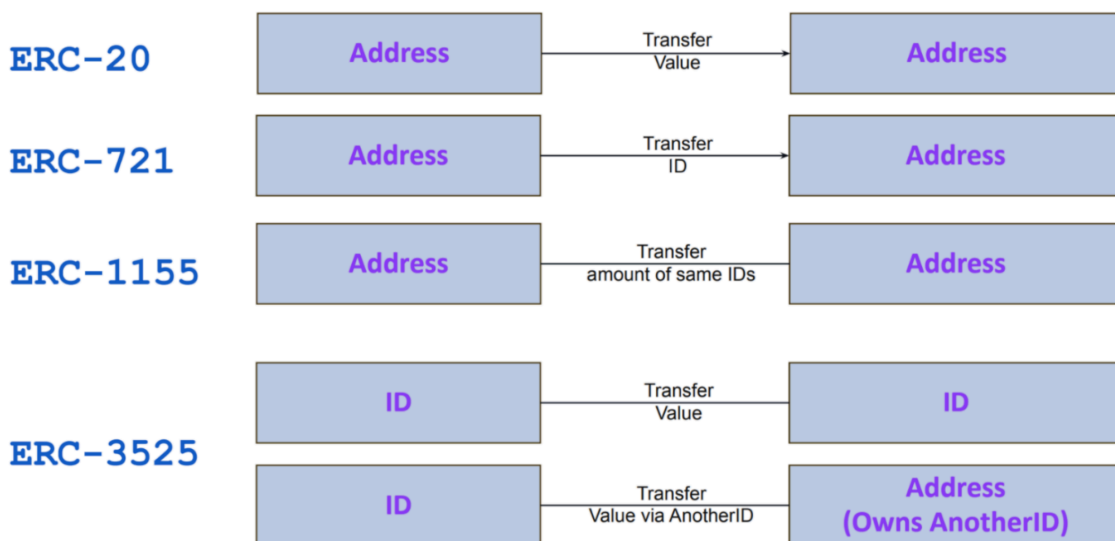 ERC-20
Address
Transfer
Value
Address
ERC-721
Address
Transfer
ID
Address
ERC-1155
Address
Transfer
amount of same IDs
Address
ERC-3525
ID
Transfer
Value
ID
ID
Transfer
Value via AnotherID
Address
(Owns AnotherID)